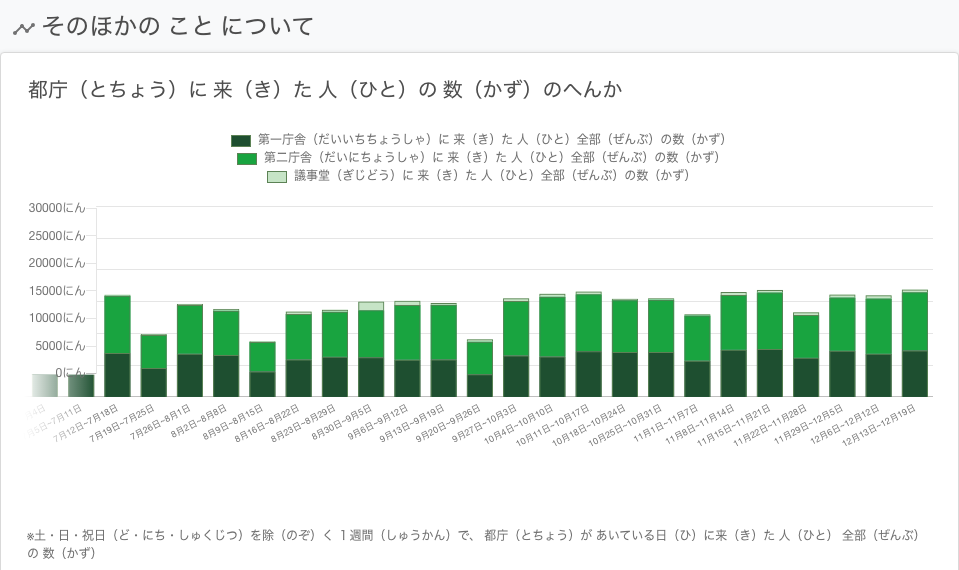 そのほかの こと について
都庁（とちょう）に 来（き）た 人（ひと）の 数（かず）のへんか
第一庁舎（だいいちちょうしゃ）に 来（き）た 人（ひと）全部（ぜんぶ）の数（かず）
第二庁舎（だいにちょうしゃ）に 来（き）た 人（ひと）全部（ぜんぶ）の数（かず）
議事堂（ぎじどう）に 来（き）た 人（ひと）全部（ぜんぶ）の数（かず）
30000にん
25000にん
20000にん
15000にん
10000にん
5000にん
0にん
7月12日~7月18日
7月19日~7月25日
7月26日~8月1日
8月2日~8月8日
8月9日~8月15日
8月16日~8月22日
8月23日~8月29日
8月30日~9月5日
9月6日~9月12日
9月13日~9月19日
9月20日~9月26日
9月27日~10月3日
10月4日~10月10日
10月11日~10月17日
10月18日~10月24日
10月25日~10月31日
11月1日~11月7日
11月8日~11月14日
11月15日~11月21日
11月22日~11月28日
11月29日~12月5日
12月6日~12月12日
12月13日~12月19日
※土・日・祝日（ど・にち・しゅくじつ）を除（のぞ）く １週間（しゅうかん）で、 都庁（とちょう）が あいている日（ひ）に来（き）た 人（ひと） 全部（ぜんぶ）
の 数（かず）